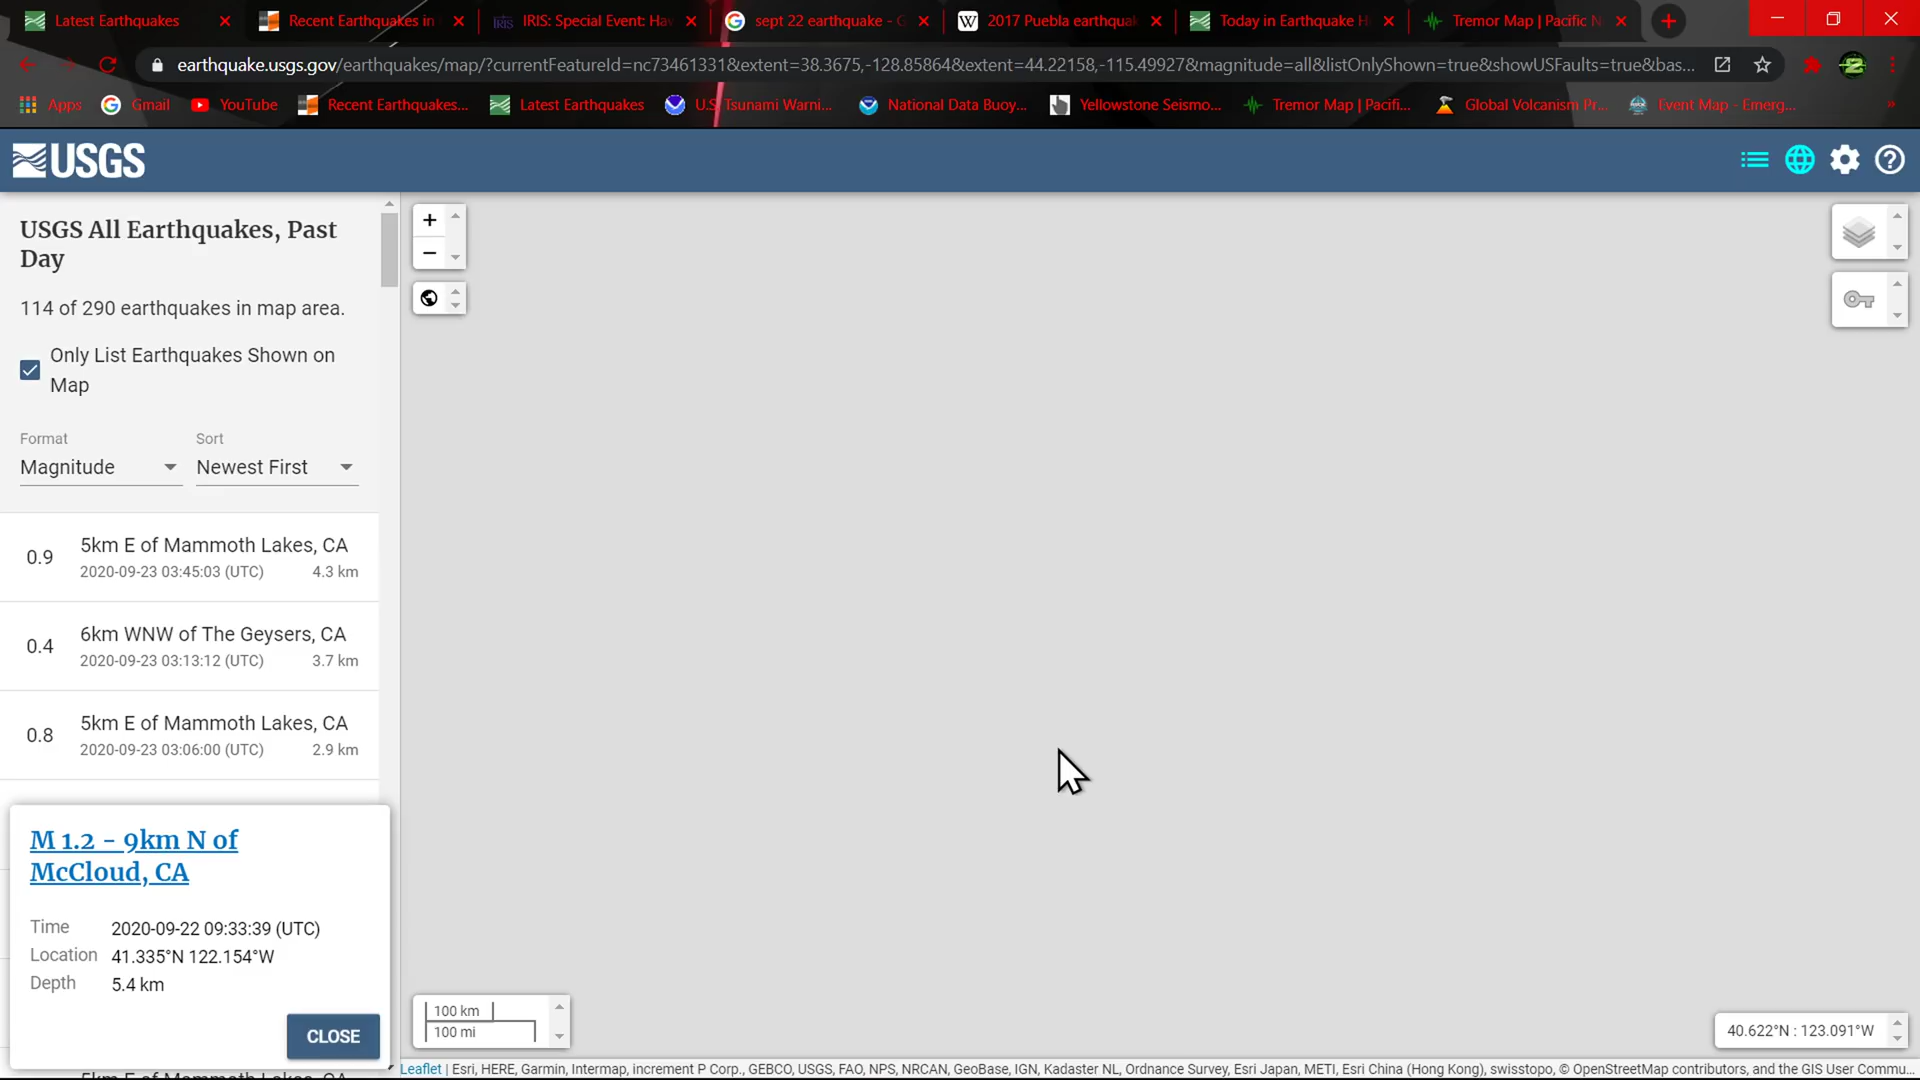 Latest Earthquakes
Recent Earthquakes in
IRIS: Special Event: Hav
sept 22 earthquake - G
2017 Puebla earthqua
Today in Earthquake H
Tremor Map | Pacific N
earthquake.usgs.gov/earthquakes/map/?currentFeatureId=nc73461331&extent=38.3675,-128.85864&extent=44.22158,-115.49927&magnitude=all&listOnlyShown=true&showUSFaults=true&bas...
Apps
Gmail
YouTube
Recent Earthquakes...
Latest Earthquakes
U.S. Tsunami Warni...
National Data Buoy...
Yellowstone Seismo...
Tremor Map | Pacifi...
Global Volcanism Pr...
Event Map - Emerg...
USGS
USGS All Earthquakes, Past
Day
114 of 290 earthquakes in map area.
Only List Earthquakes Shown on
Map
Format
Sort
Magnitude
Newest First
0.9
5km E of Mammoth Lakes, CA
2020-09-23 03:45:03 (UTC) 4.3 km
0.4
6km WNW of The Geysers, CA
2020-09-23 03:13:12 (UTC) 3.7 km
0.8
5km E of Mammoth Lakes, CA
2020-09-23 03:06:00 (UTC) 2.9 km
M 1.2 - 9km N of
McCloud, CA
Time 2020-09-22 09:33:39 (UTC)
Location 41.335°N 122.154°W
Depth 5.4 km
CLOSE
5km E of Mammoth Lakes, CA
+
−
100 km
100 mi
40.622°N : 123.091°W
Leaflet | Esri, HERE, Garmin, Intermap, increment P Corp., GEBCO, USGS, FAO, NPS, NRCAN, GeoBase, IGN, Kadaster NL, Ordnance Survey, Esri Japan, METI, Esri China (Hong Kong), swisstopo, © OpenStreetMap contributors, and the GIS User Commu...